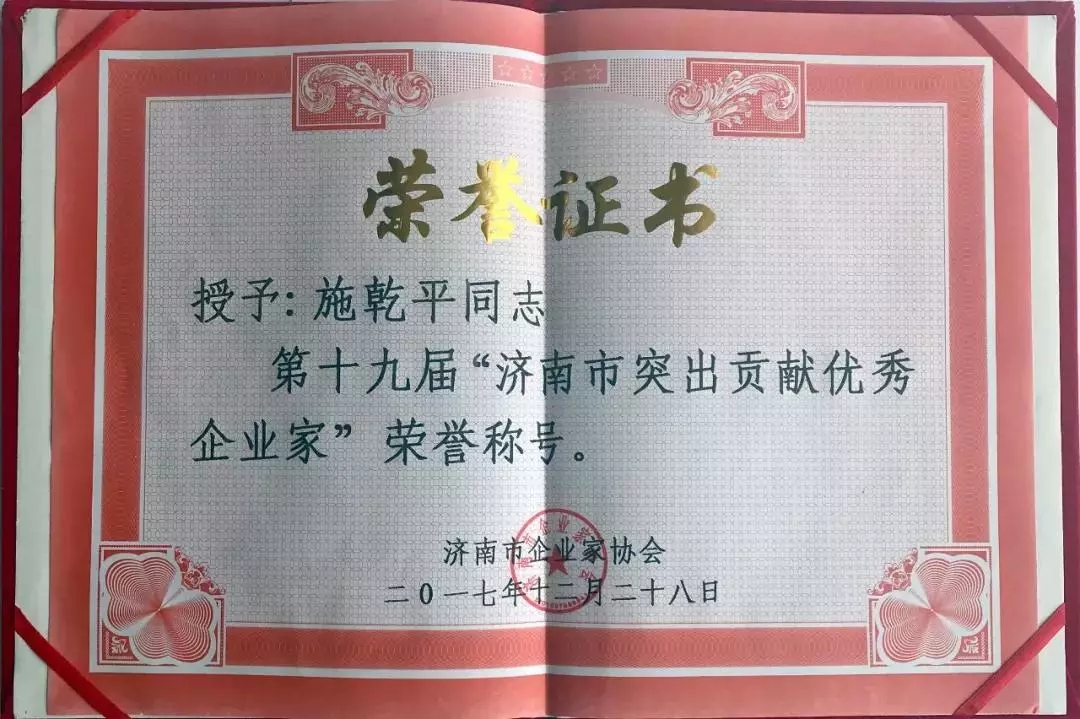 荣誉证书
授予：施乾平同志
第十九届“济南市突出贡献优秀
企业家”荣誉称号。
济南市企业家协会
二0一七年十二月二十八日